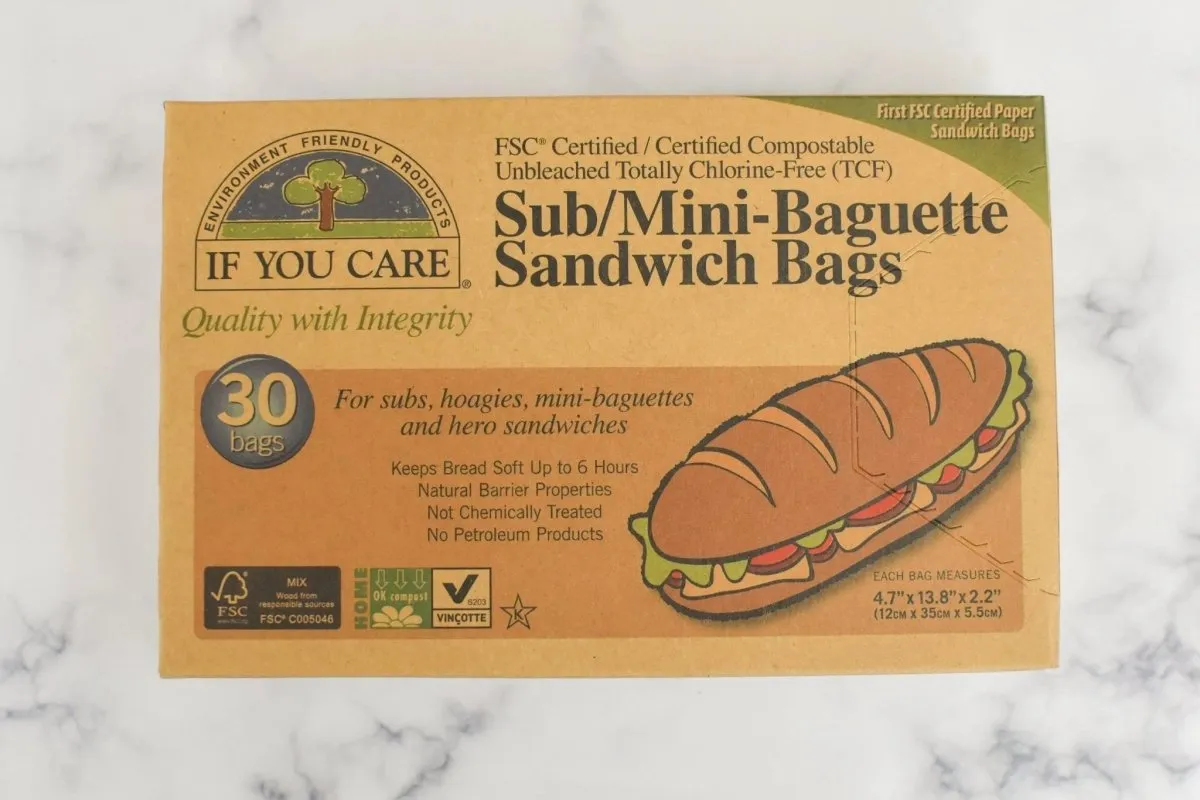 ENVIRONMENT FRIENDLY PRODUCTS
IF YOU CARE®
Quality with Integrity
First FSC Certified Paper
Sandwich Bags
FSC® Certified / Certified Compostable
Unbleached Totally Chlorine-Free (TCF)
Sub/Mini-Baguette
Sandwich Bags
30
bags
For subs, hoagies, mini-baguettes
and hero sandwiches
Keeps Bread Soft Up to 6 Hours
Natural Barrier Properties
Not Chemically Treated
No Petroleum Products
FSC
MIX
Wood from
responsible sources
FSC® C005046
HOME
OK compost
S203
VINÇOTTE
K
EACH BAG MEASURES
4.7" x 13.8" x 2.2"
(12CM X 35CM X 5.5CM)